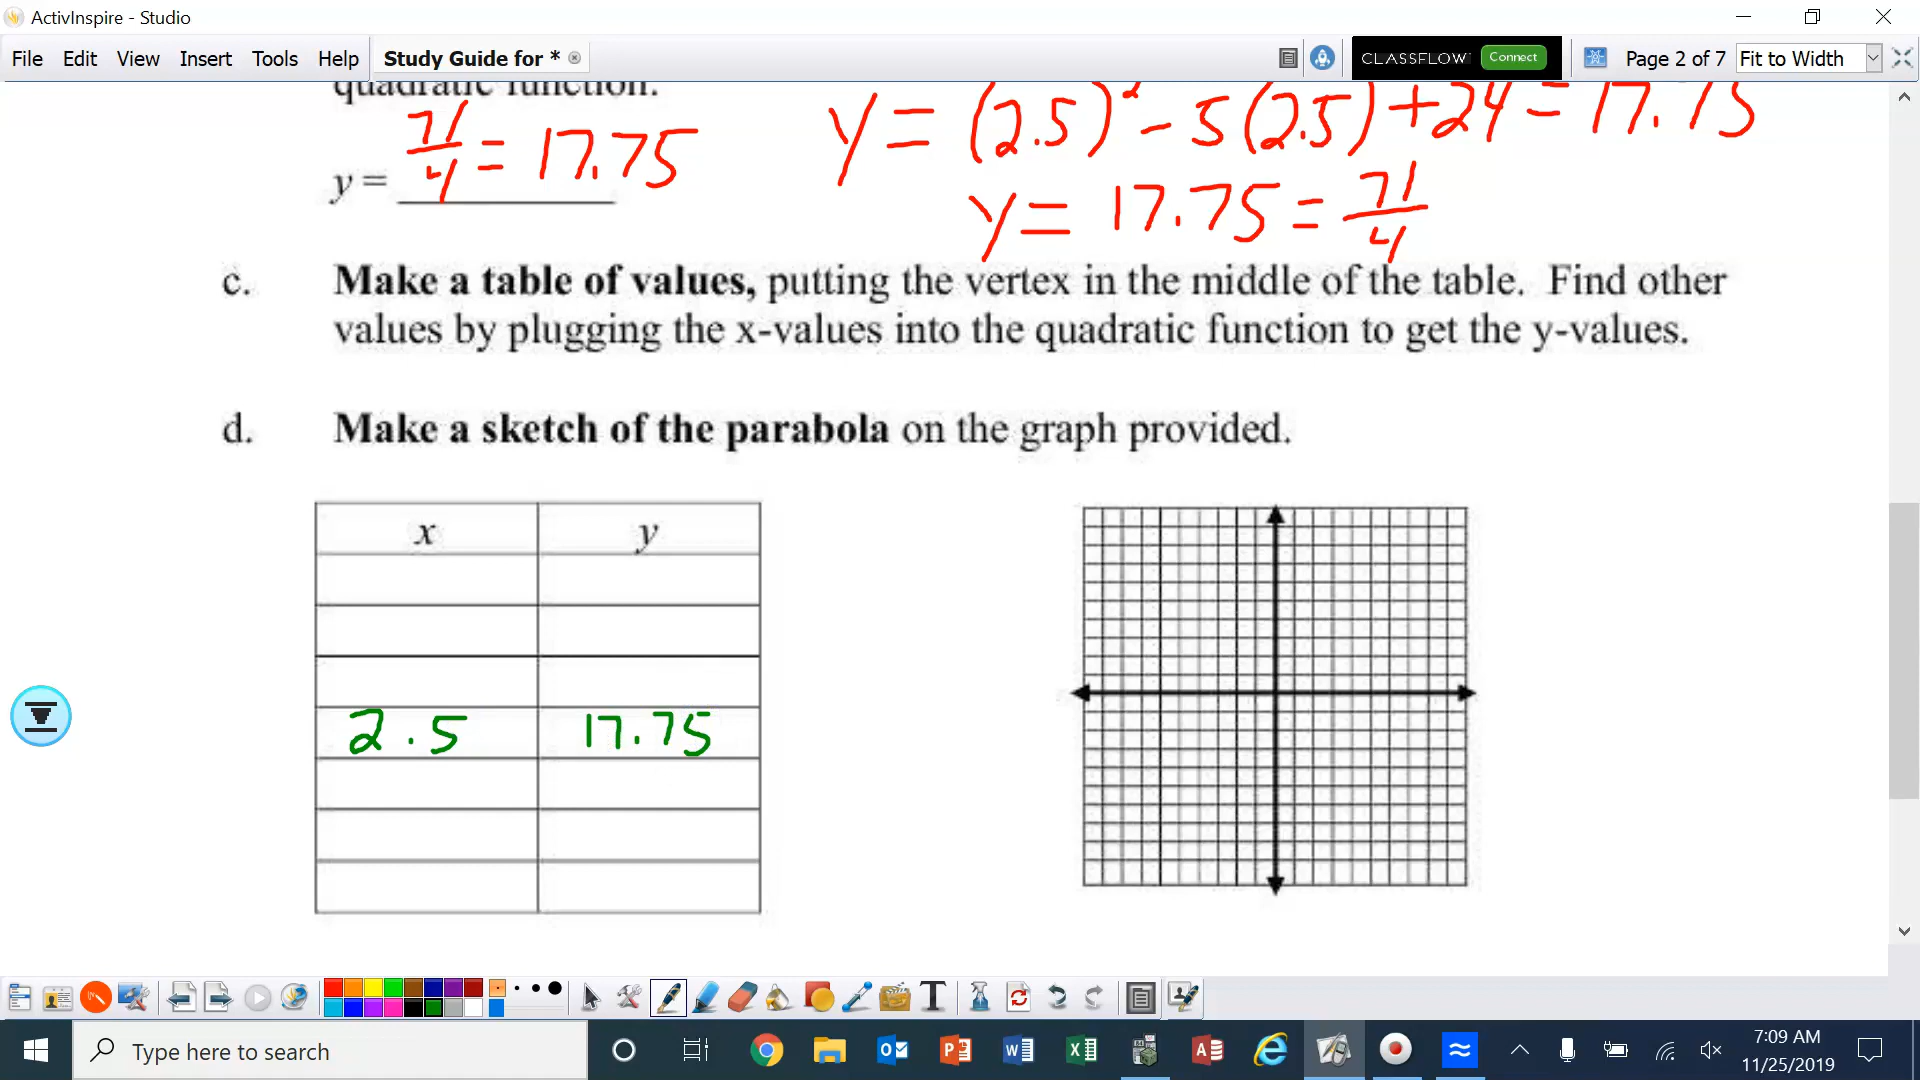 ActivInspire - Studio
File Edit View Insert Tools Help Study Guide for * CLASSFLOW Connect Page 2 of 7 Fit to Width
quadratic function.
y = (2.5)² - 5(2.5) + 24 = 17.75
y = 71/4 = 17.75
y = 17.75 = 71/4
c. Make a table of values, putting the vertex in the middle of the table. Find other
values by plugging the x-values into the quadratic function to get the y-values.
d. Make a sketch of the parabola on the graph provided.
x y
2.5 17.75
Type here to search
7:09 AM
11/25/2019